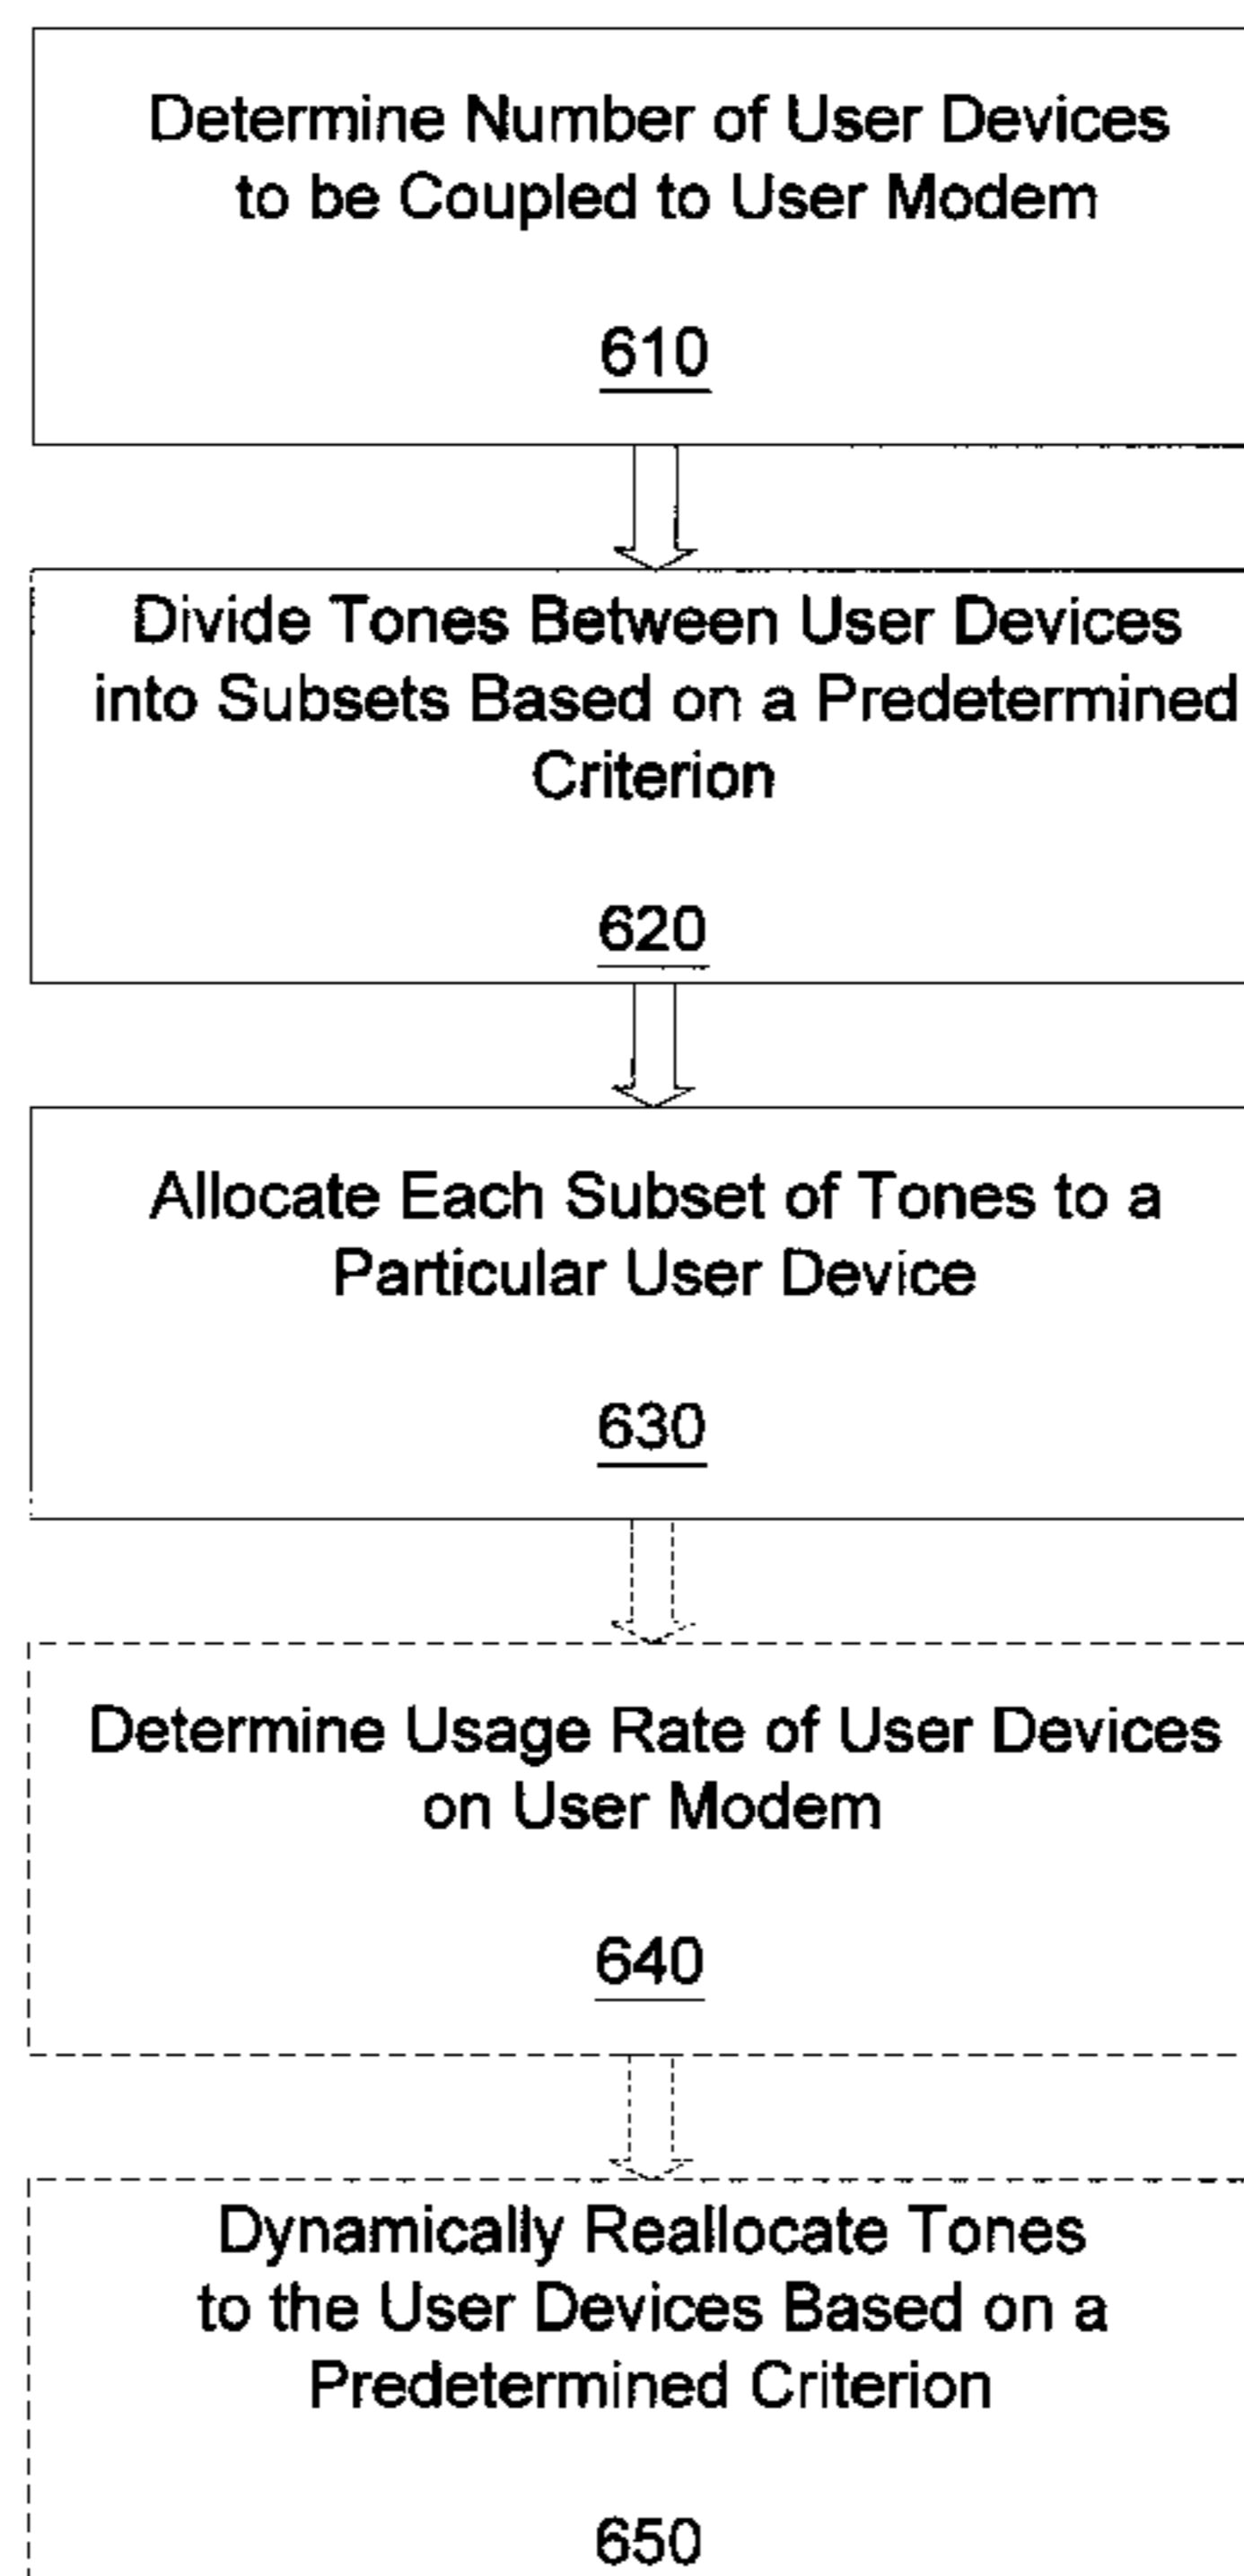 Determine Number of User Devices
to be Coupled to User Modem
610
Divide Tones Between User Devices
into Subsets Based on a Predetermined
Criterion
620
Allocate Each Subset of Tones to a
Particular User Device
630
Determine Usage Rate of User Devices
on User Modem
640
Dynamically Reallocate Tones
to the User Devices Based on a
Predetermined Criterion
650